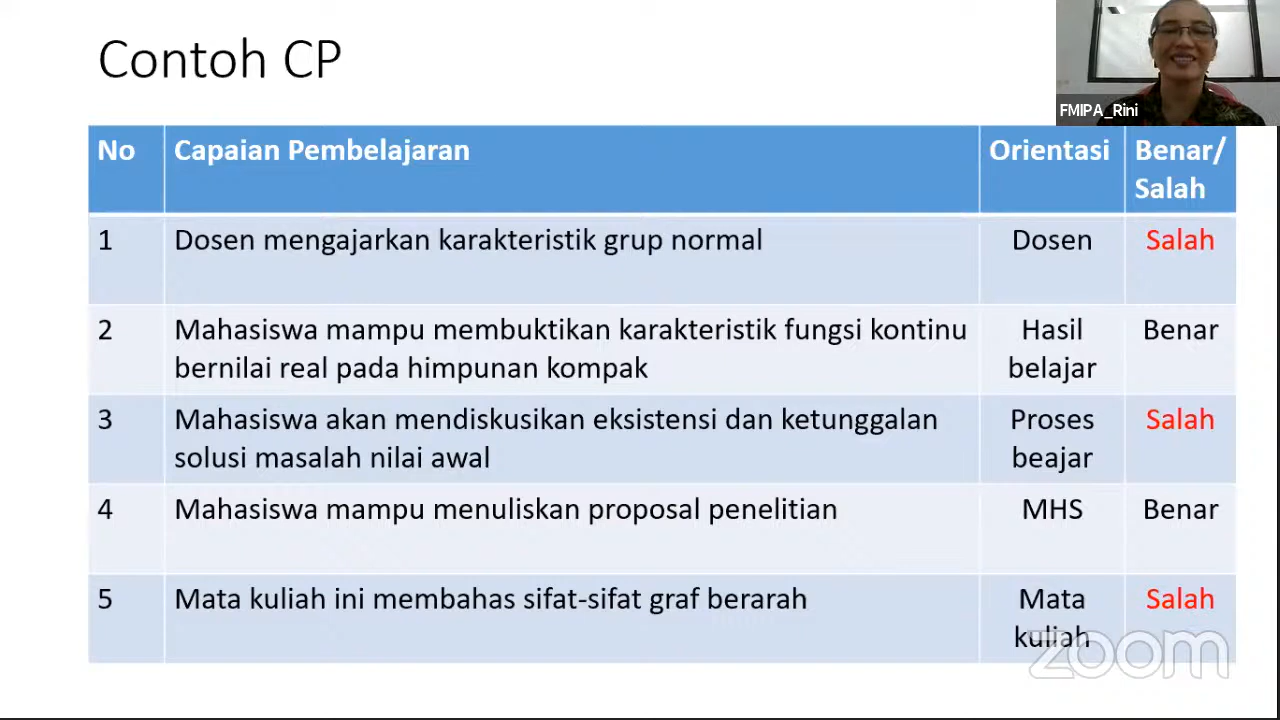 Contoh CP
FMIPA_Rini
No Capaian Pembelajaran Orientasi Benar/
Salah
1 Dosen mengajarkan karakteristik grup normal Dosen Salah
2 Mahasiswa mampu membuktikan karakteristik fungsi kontinu Hasil Benar
bernilai real pada himpunan kompak belajar
3 Mahasiswa akan mendiskusikan eksistensi dan ketunggalan Proses Salah
solusi masalah nilai awal beajar
4 Mahasiswa mampu menuliskan proposal penelitian MHS Benar
5 Mata kuliah ini membahas sifat-sifat graf berarah Mata Salah
kuliah
zoom